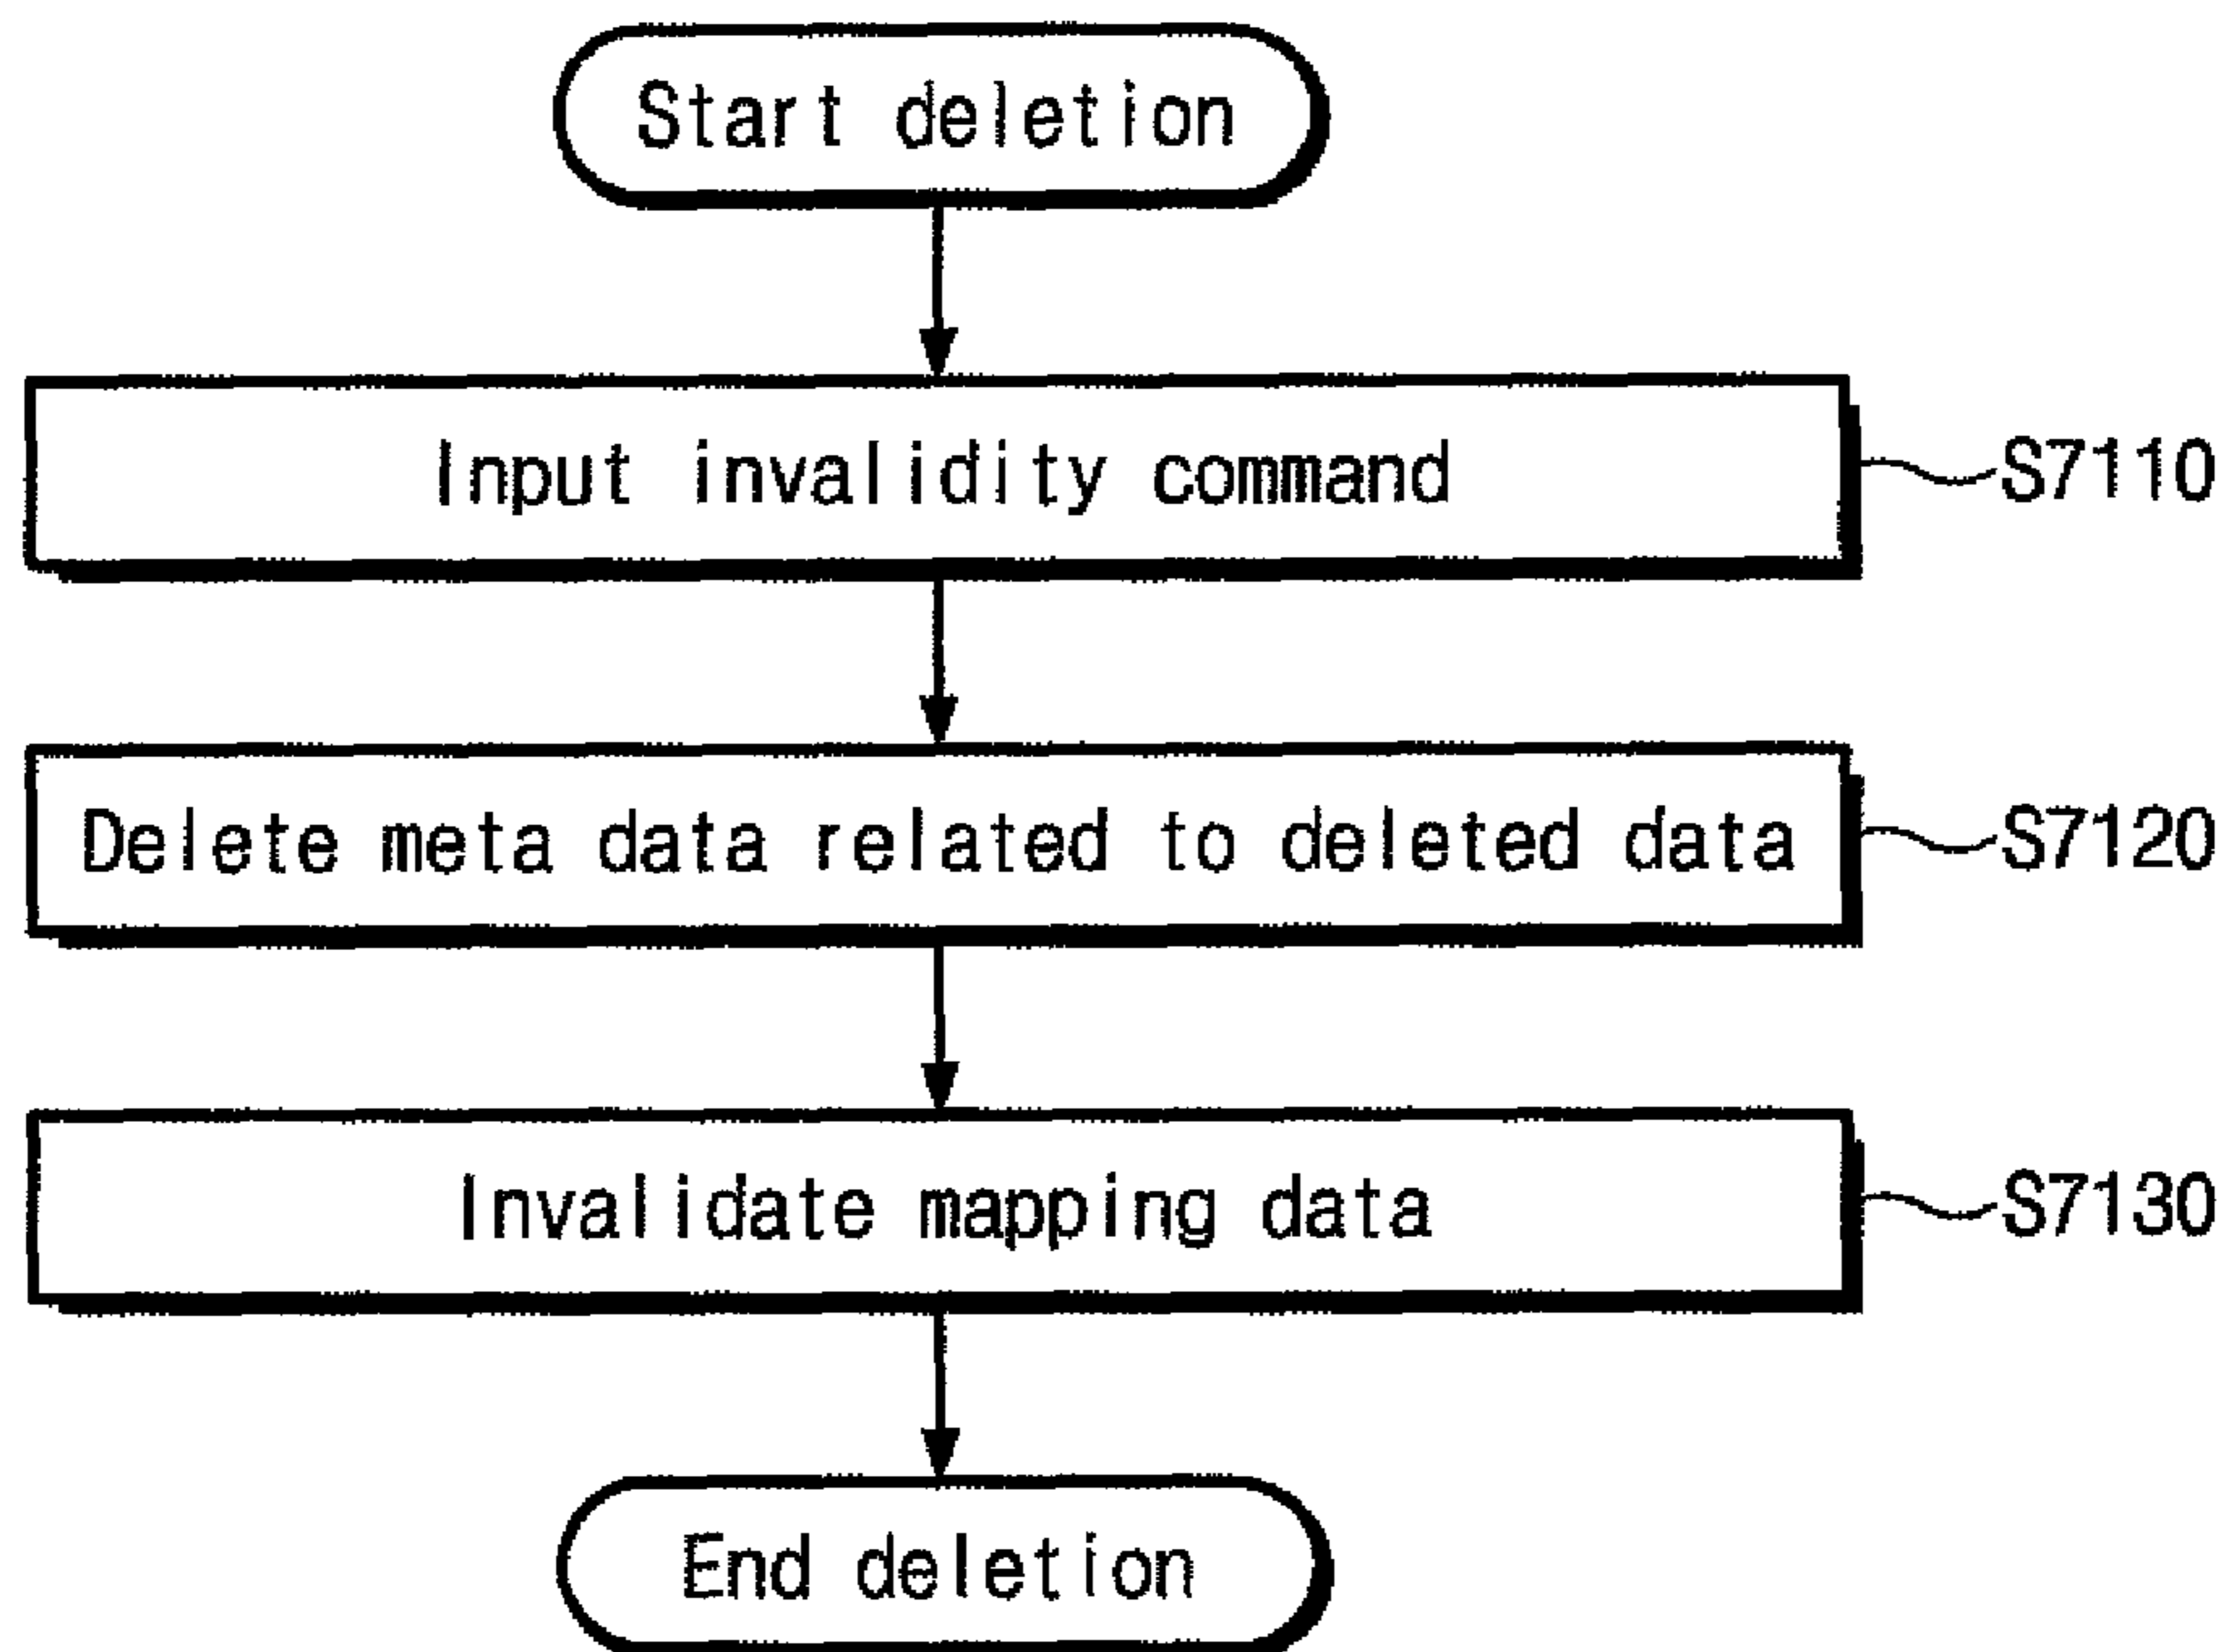 Start deletion
Input invalidity command
S7110
Delete meta data related to deleted data
S7120
Invalidate mapping data
S7130
End deletion